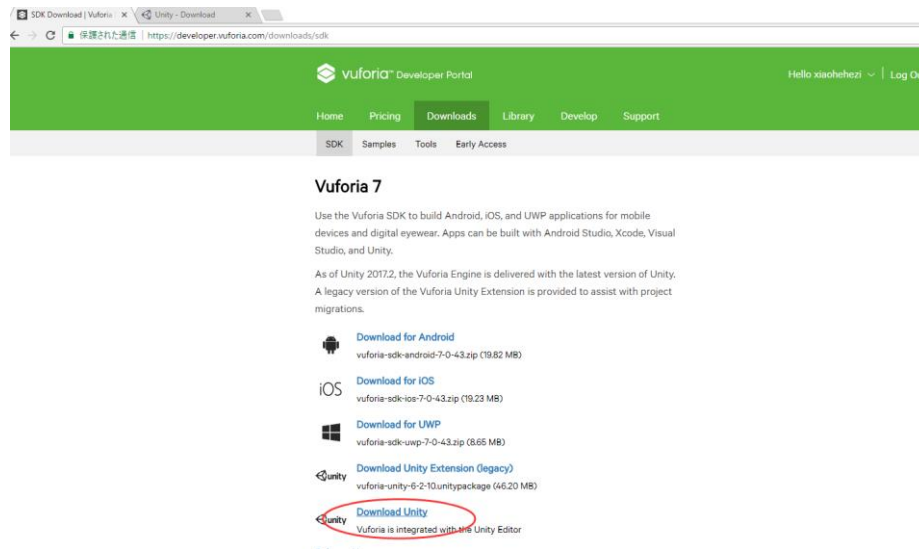 SDK Download | Vuforia
Unity - Download
保護された通信 | https://developer.vuforia.com/downloads/sdk
vuforia™ Developer Portal
Hello xiaohehezi
Log Ou
Home Pricing Downloads Library Develop Support
SDK Samples Tools Early Access
Vuforia 7
Use the Vuforia SDK to build Android, iOS, and UWP applications for mobile
devices and digital eyewear. Apps can be built with Android Studio, Xcode, Visual
Studio, and Unity.
As of Unity 2017.2, the Vuforia Engine is delivered with the latest version of Unity.
A legacy version of the Vuforia Unity Extension is provided to assist with project
migrations.
Download for Android
vuforia-sdk-android-7-0-43.zip (19.82 MB)
iOS
Download for iOS
vuforia-sdk-ios-7-0-43.zip (19.23 MB)
Download for UWP
vuforia-sdk-uwp-7-0-43.zip (8.65 MB)
unity
Download Unity Extension (legacy)
vuforia-unity-6-2-10.unitypackage (46.20 MB)
unity
Download Unity
Vuforia is integrated with the Unity Editor